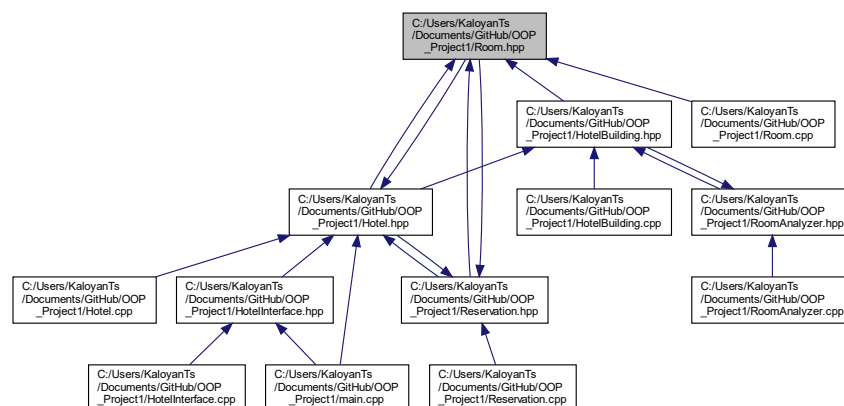 C:/Users/KaloyanTs
/Documents/GitHub/OOP
_Project1/Room.hpp
C:/Users/KaloyanTs
/Documents/GitHub/OOP
_Project1/HotelBuilding.hpp
C:/Users/KaloyanTs
/Documents/GitHub/OOP
_Project1/Room.cpp
C:/Users/KaloyanTs
/Documents/GitHub/OOP
_Project1/Hotel.hpp
C:/Users/KaloyanTs
/Documents/GitHub/OOP
_Project1/HotelBuilding.cpp
C:/Users/KaloyanTs
/Documents/GitHub/OOP
_Project1/RoomAnalyzer.hpp
C:/Users/KaloyanTs
/Documents/GitHub/OOP
_Project1/Hotel.cpp
C:/Users/KaloyanTs
/Documents/GitHub/OOP
_Project1/HotelInterface.hpp
C:/Users/KaloyanTs
/Documents/GitHub/OOP
_Project1/Reservation.hpp
C:/Users/KaloyanTs
/Documents/GitHub/OOP
_Project1/RoomAnalyzer.cpp
C:/Users/KaloyanTs
/Documents/GitHub/OOP
_Project1/HotelInterface.cpp
C:/Users/KaloyanTs
/Documents/GitHub/OOP
_Project1/main.cpp
C:/Users/KaloyanTs
/Documents/GitHub/OOP
_Project1/Reservation.cpp